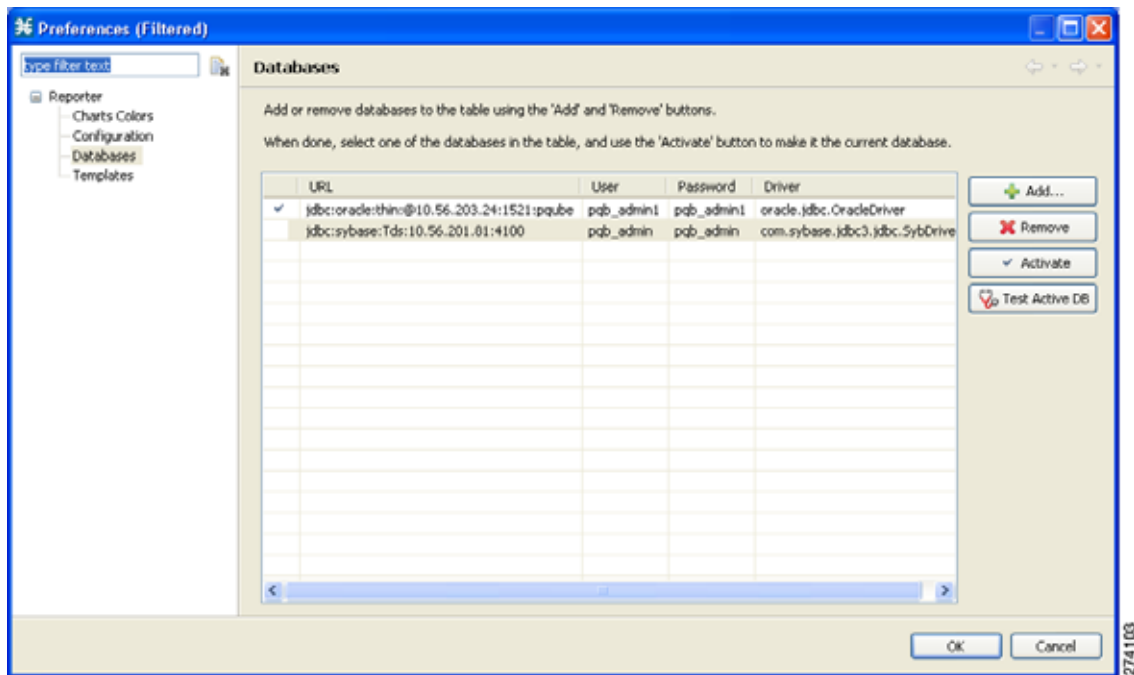 Preferences (Filtered)
type filter text
Databases
Reporter
Charts Colors
Configuration
Databases
Templates
Add or remove databases to the table using the 'Add' and 'Remove' buttons.
When done, select one of the databases in the table, and use the 'Activate' button to make it the current database.
URL User Password Driver
jdbc:oracle:thin:@10.56.203.24:1521:pqube pqb_admin1 pqb_admin1 oracle.jdbc.OracleDriver
jdbc:sybase:Tds:10.56.201.81:4100 pqb_admin pqb_admin com.sybase.jdbc3.jdbc.SybDrive
Add...
Remove
Activate
Test Active DB
OK Cancel
274103